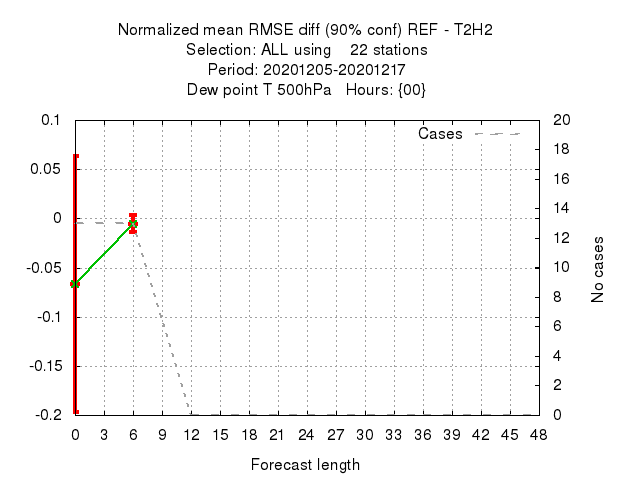 Normalized mean RMSE diff (90% conf) REF - T2H2
Selection: ALL using    22 stations
Period: 20201205-20201217
Dew point T 500hPa   Hours: {00}
Cases
0.1
0.05
0
-0.05
-0.1
-0.15
-0.2
20
18
16
14
12
10
8
6
4
2
0
No cases
0 3 6 9 12 15 18 21 24 27 30 33 36 39 42 45 48
Forecast length